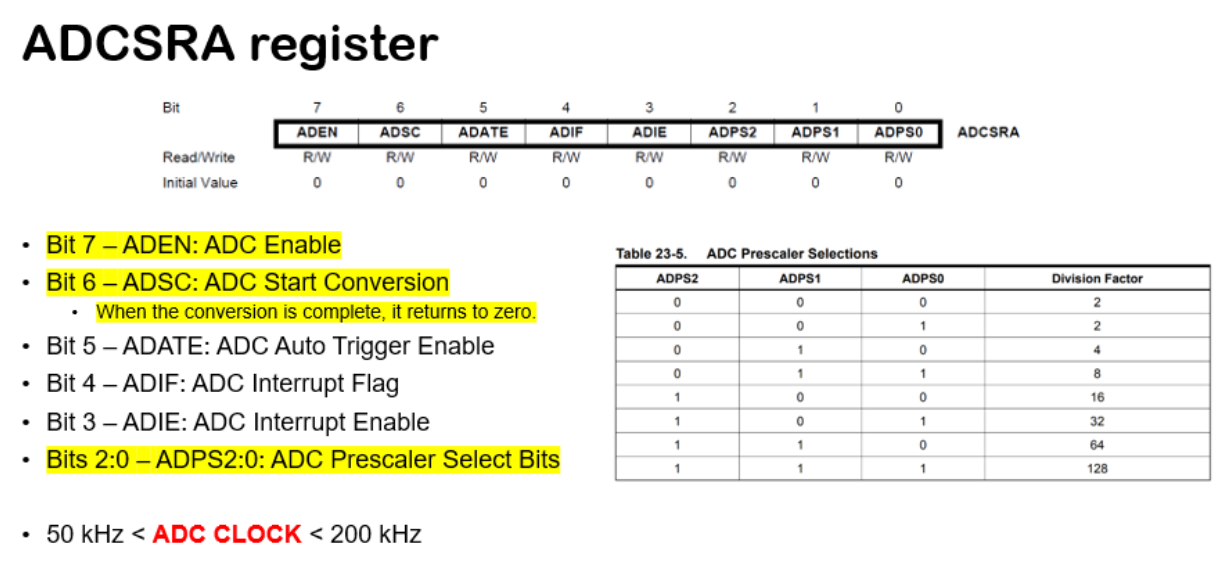 ADCSRA register
Bit 7 6 5 4 3 2 1 0
ADEN ADSC ADATE ADIF ADIE ADPS2 ADPS1 ADPS0 ADCSRA
Read/Write R/W R/W R/W R/W R/W R/W R/W R/W
Initial Value 0 0 0 0 0 0 0 0
• Bit 7 – ADEN: ADC Enable
• Bit 6 – ADSC: ADC Start Conversion
• When the conversion is complete, it returns to zero.
• Bit 5 – ADATE: ADC Auto Trigger Enable
• Bit 4 – ADIF: ADC Interrupt Flag
• Bit 3 – ADIE: ADC Interrupt Enable
• Bits 2:0 – ADPS2:0: ADC Prescaler Select Bits
• 50 kHz < ADC CLOCK < 200 kHz
Table 23-5. ADC Prescaler Selections
ADPS2 ADPS1 ADPS0 Division Factor
0 0 0 2
0 0 1 2
0 1 0 4
0 1 1 8
1 0 0 16
1 0 1 32
1 1 0 64
1 1 1 128